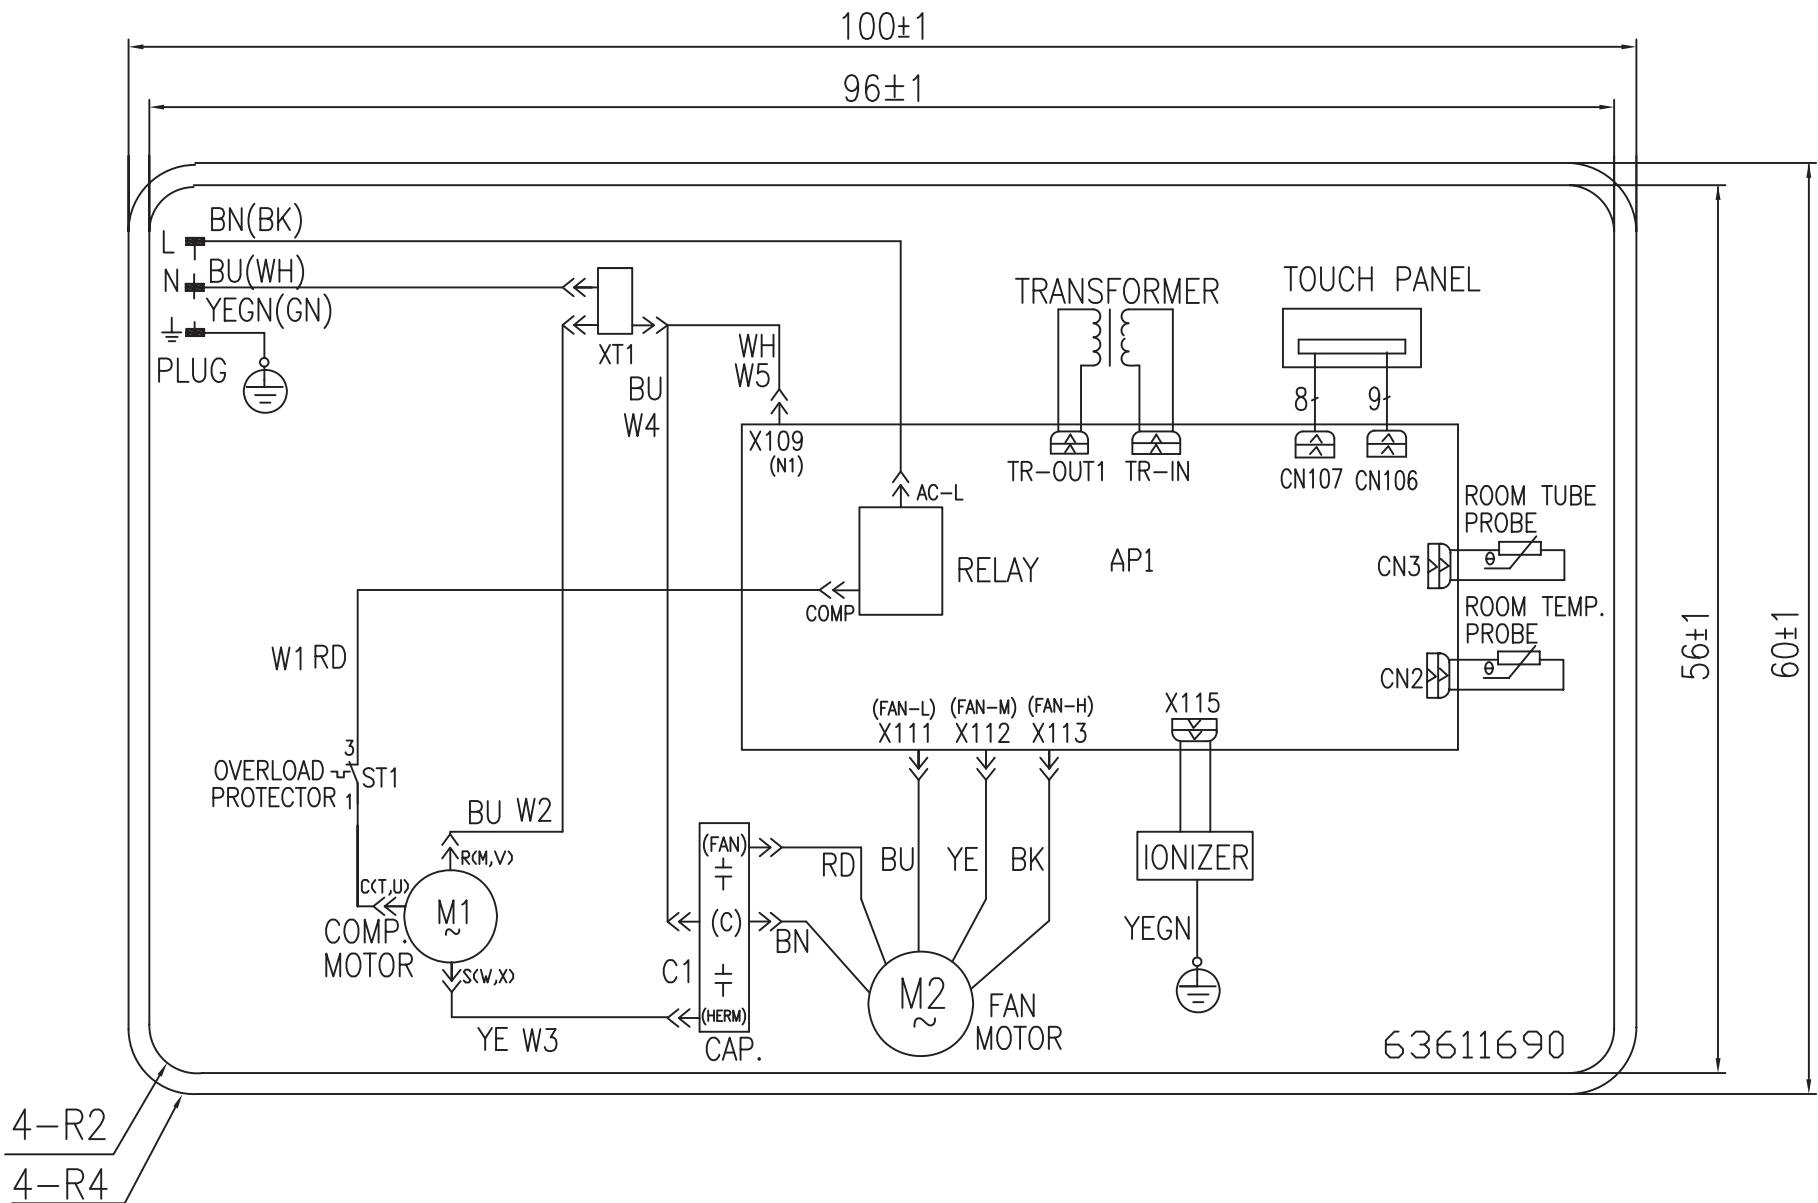 100±1
96±1
BN(BK)
L
N
BU(WH)
YEGN(GN)
PLUG
XT1
BU
W4
WH
W5
TRANSFORMER
TOUCH PANEL
8
9
X109
(N1)
TR-OUT1
TR-IN
CN107
CN106
AC-L
RELAY
AP1
COMP
ROOM TUBE
PROBE
CN3
θ
ROOM TEMP.
PROBE
CN2
θ
56±1
60±1
W1 RD
(FAN-L)
X111
(FAN-M)
X112
(FAN-H)
X113
X115
3
OVERLOAD
PROTECTOR
ST1
1
BU W2
R(M,V)
C(T,U)
M1
~
COMP.
MOTOR
S(W,X)
YE W3
(FAN)
(C)
C1
(HERM)
CAP.
RD
BU
YE
BK
BN
M2
~
FAN
MOTOR
IONIZER
YEGN
63611690
4-R2
4-R4